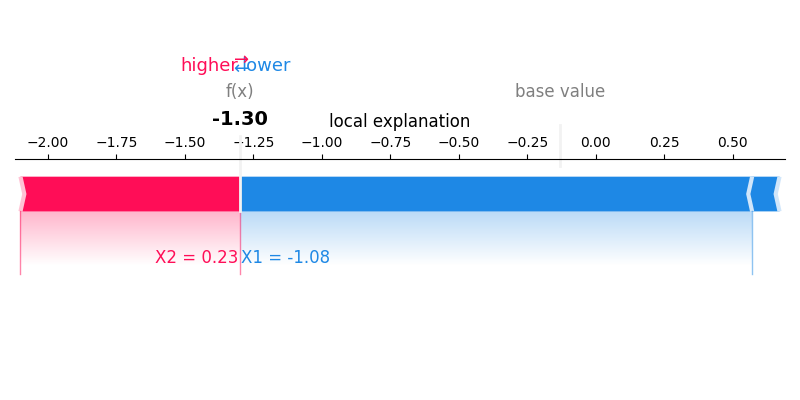 higher ⇄ lower
f(x) base value
-1.30 local explanation
−2.00 −1.75 −1.50 −1.25 −1.00 −0.75 −0.50 −0.25 0.00 0.25 0.50
X2 = 0.23 X1 = -1.08